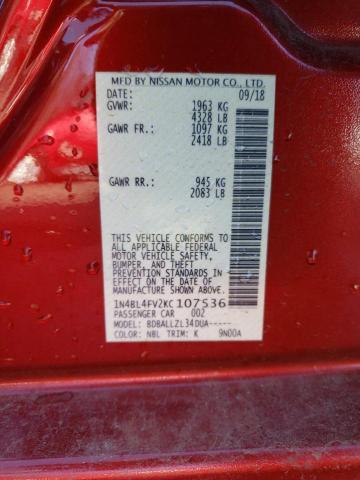 MFD BY NISSAN MOTOR CO., LTD.
DATE: 09/18
GVWR: 1963 KG
4328 LB
GAWR FR: 1097 KG
2418 LB
GAWR RR: 945 KG
2083 LB
THIS VEHICLE CONFORMS TO ALL
APPLICABLE FEDERAL
MOTOR VEHICLE SAFETY,
BUMPER, AND THEFT
PREVENTION STANDARDS IN
EFFECT ON THE DATE OF
MANUFACTURE SHOWN ABOVE.
1N4BL4FV2KC107536
PASSENGER CAR 002
MODEL: BDBALLZL34DUA-----
COLOR: NBL TRIM: K 9N00A